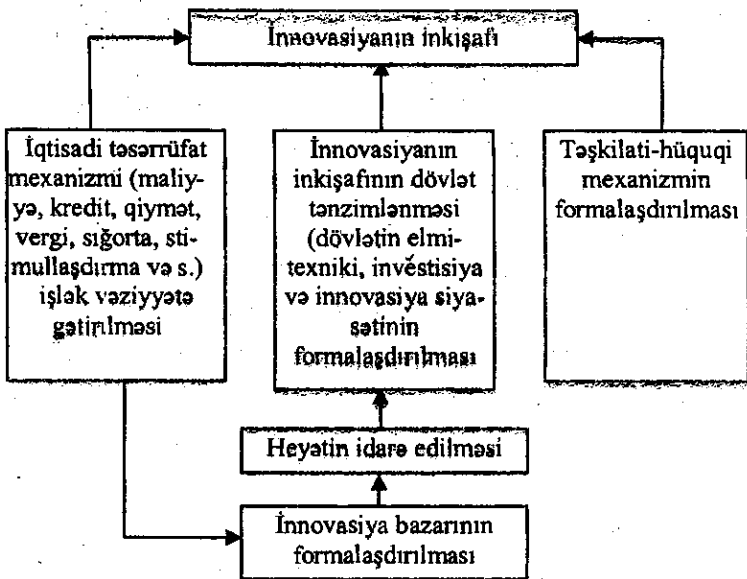 İnnovasiyanın inkişafı
İqtisadi təsərrüfat
mexanizmi (maliy-
yə, kredit, qiymət,
vergi, sığorta, sti-
mullaşdırma və s.)
işlək vəziyyətə
gətirilməsi
İnnovasiyanın
inkişafının dövlət
tənzimlənməsi
(dövlətin elmi-
texniki, investisiya
və innovasiya siya-
sətinin
formalaşdırılması
Təşkilati-hüquqi
mexanizmin
formalaşdırılması
Heyətin idarə edilməsi
İnnovasiya bazarının
formalaşdırılması